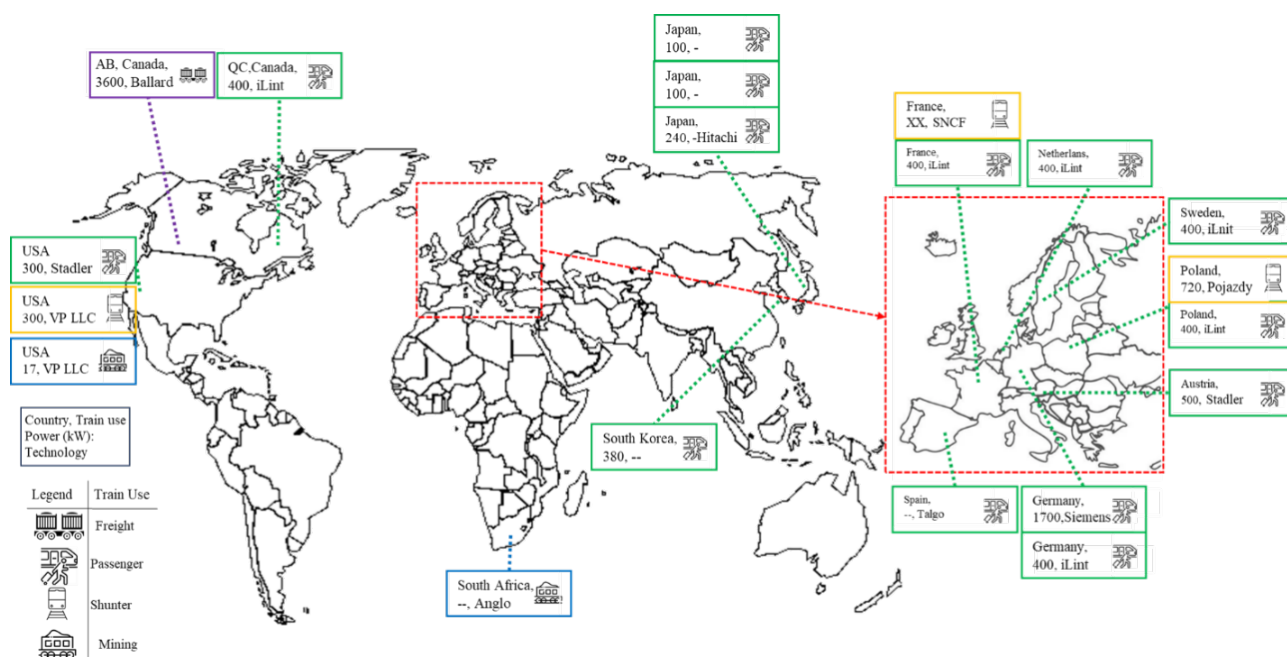 AB, Canada,
3600, Ballard
QC,Canada,
400, iLint
Japan,
100, -
Japan,
100, -
Japan,
240, -Hitachi
France,
XX, SNCF
France,
400, iLint
Netherlans,
400, iLint
Sweden,
400, iLnit
Poland,
720, Pojazdy
Poland,
400, iLint
Austria,
500, Stadler
USA
300, Stadler
USA
300, VP LLC
USA
17, VP LLC
Country, Train use
Power (kW):
Technology
South Korea,
380, --
Spain,
--, Talgo
Germany,
1700,Siemens
Germany,
400, iLint
South Africa,
--, Anglo
Legend Train Use
Freight
Passenger
Shunter
Mining